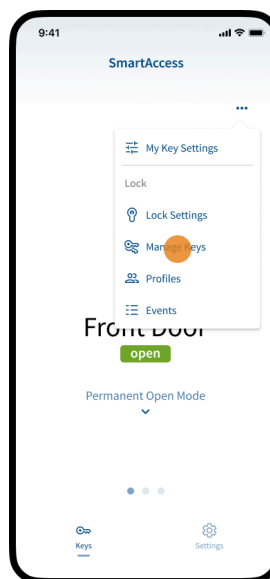 9:41
SmartAccess
My Key Settings
Lock
Lock Settings
Manage Keys
Profiles
Events
Front Door
open
Permanent Open Mode
Keys
Settings